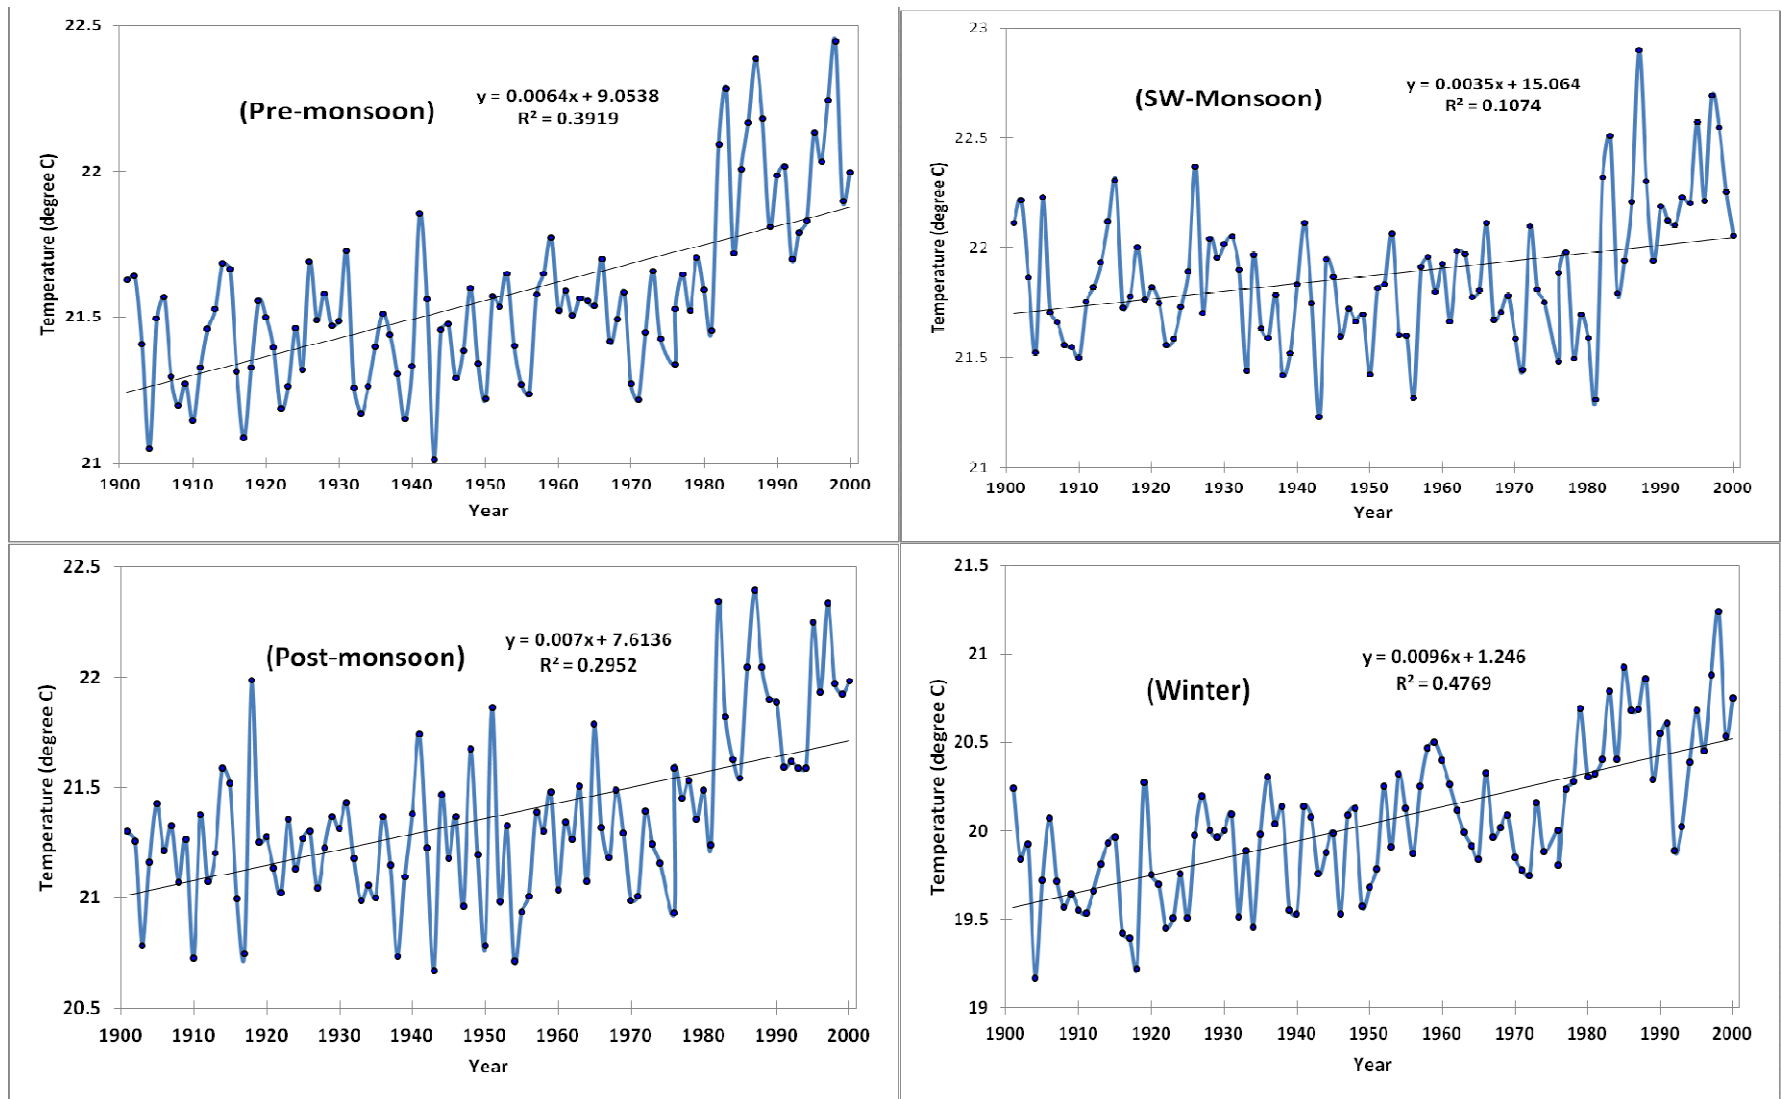 22.5
22
21.5
21
Temperature (degree C)
(Pre-monsoon)
y = 0.0064x + 9.0538
R² = 0.3919
1900 1910 1920 1930 1940 1950 1960 1970 1980 1990 2000
Year
23
22.5
22
21.5
21
Temperature (degree C)
(SW-Monsoon)
y = 0.0035x + 15.064
R² = 0.1074
1900 1910 1920 1930 1940 1950 1960 1970 1980 1990 2000
Year
22.5
22
21.5
21
20.5
Temperature (degree C)
(Post-monsoon)
y = 0.007x + 7.6136
R² = 0.2952
1900 1910 1920 1930 1940 1950 1960 1970 1980 1990 2000
Year
21.5
21
20.5
20
19.5
19
Temperature (degree C)
(Winter)
y = 0.0096x + 1.246
R² = 0.4769
1900 1910 1920 1930 1940 1950 1960 1970 1980 1990 2000
Year